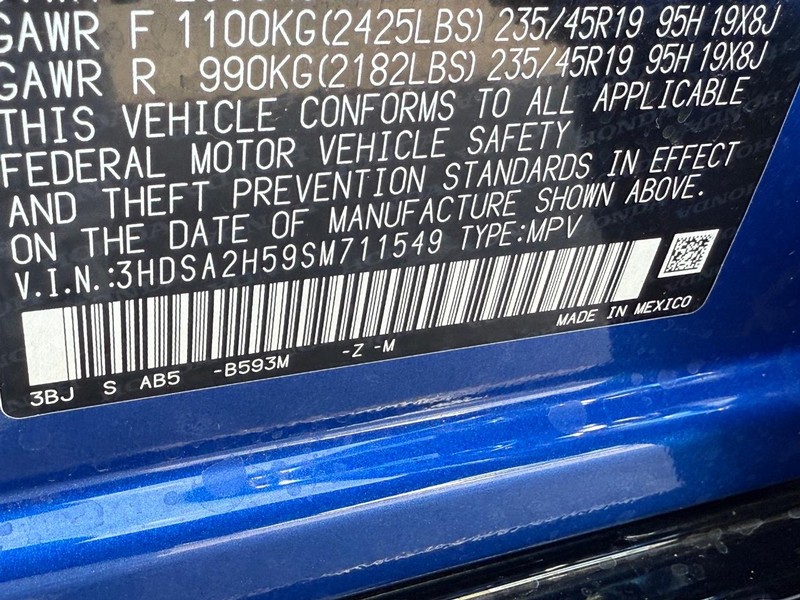 GAWR F 1100KG(2425LBS) 235/45R19 95H 19X8J
GAWR R 990KG(2182LBS) 235/45R19 95H 19X8J
THIS VEHICLE CONFORMS TO ALL APPLICABLE
FEDERAL MOTOR VEHICLE SAFETY
AND THEFT PREVENTION STANDARDS IN EFFECT
ON THE DATE OF MANUFACTURE SHOWN ABOVE.
V.I.N.:3HDSA2H59SM711549 TYPE:MPV
MADE IN MEXICO
3BJ S AB5 -B593M -Z -M